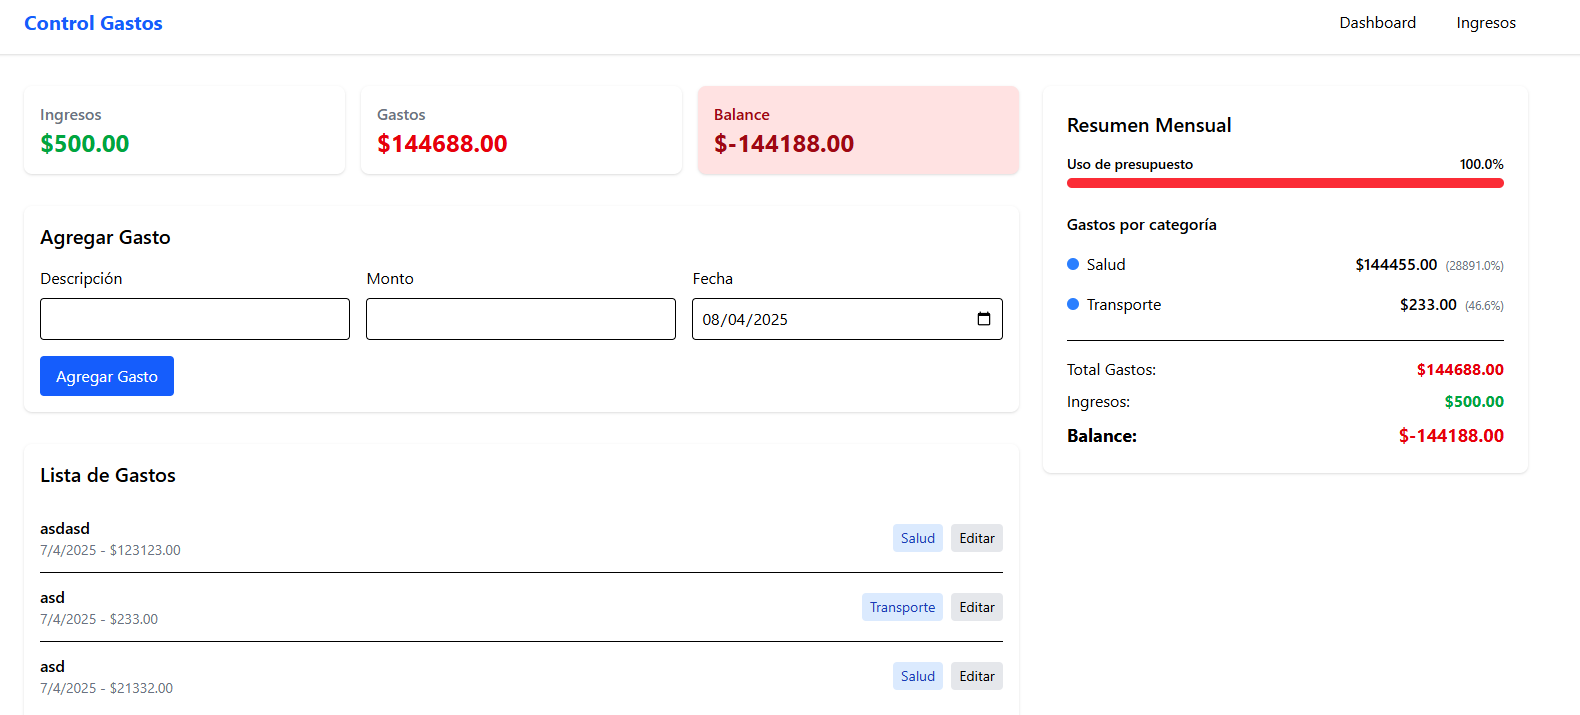 Control Gastos
Dashboard
Ingresos
Ingresos
$500.00
Gastos
$144688.00
Balance
$-144188.00
Agregar Gasto
Descripción
Monto
Fecha
08/04/2025
Agregar Gasto
Lista de Gastos
asdasd
7/4/2025 - $123123.00
Salud
Editar
asd
7/4/2025 - $233.00
Transporte
Editar
asd
7/4/2025 - $21332.00
Salud
Editar
Resumen Mensual
Uso de presupuesto 100.0%
Gastos por categoría
Salud $144455.00 (28891.0%)
Transporte $233.00 (46.6%)
Total Gastos: $144688.00
Ingresos: $500.00
Balance: $-144188.00